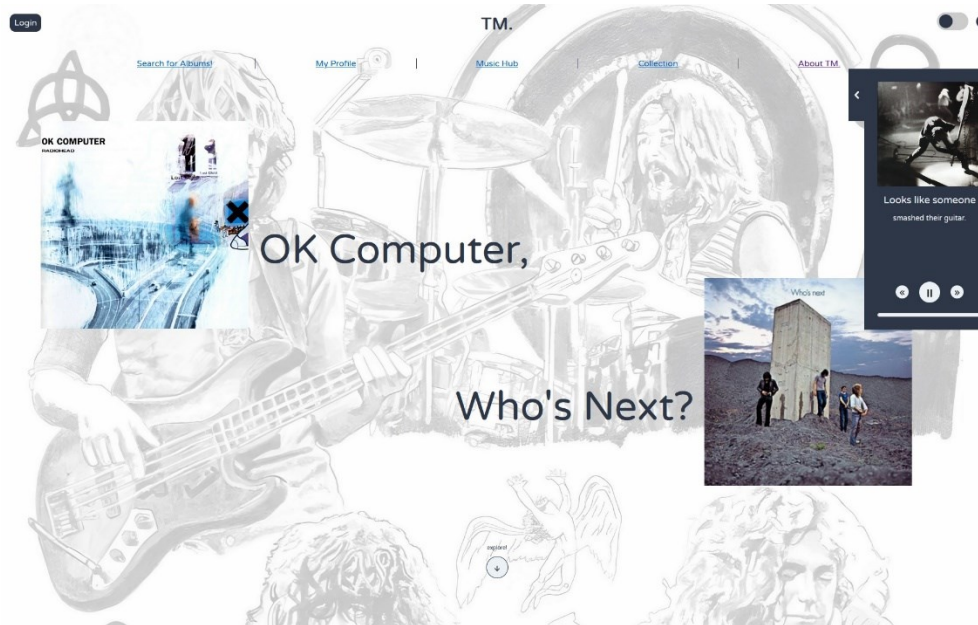 Login
TM.
Search for Albums!
My Profile
Music Hub
Collection
About TM
OK COMPUTER
RADIOHEAD
OK Computer,
Looks like someone
smashed their guitar.
Who's next
Who's Next?
explore!